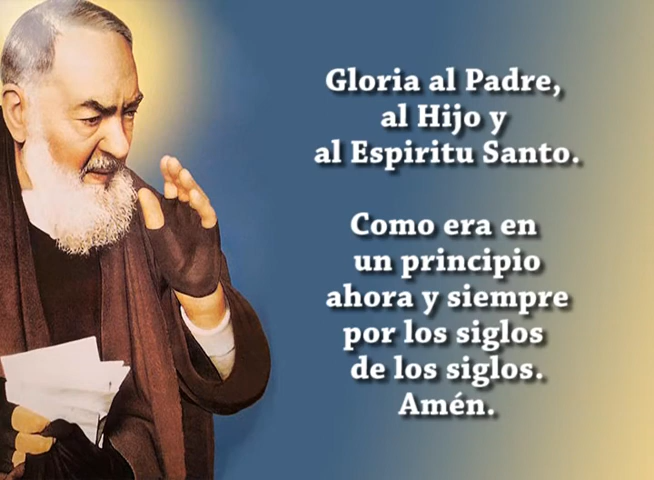 Gloria al Padre,
al Hijo y
al Espiritu Santo.
Como era en
un principio
ahora y siempre
por los siglos
de los siglos.
Amén.